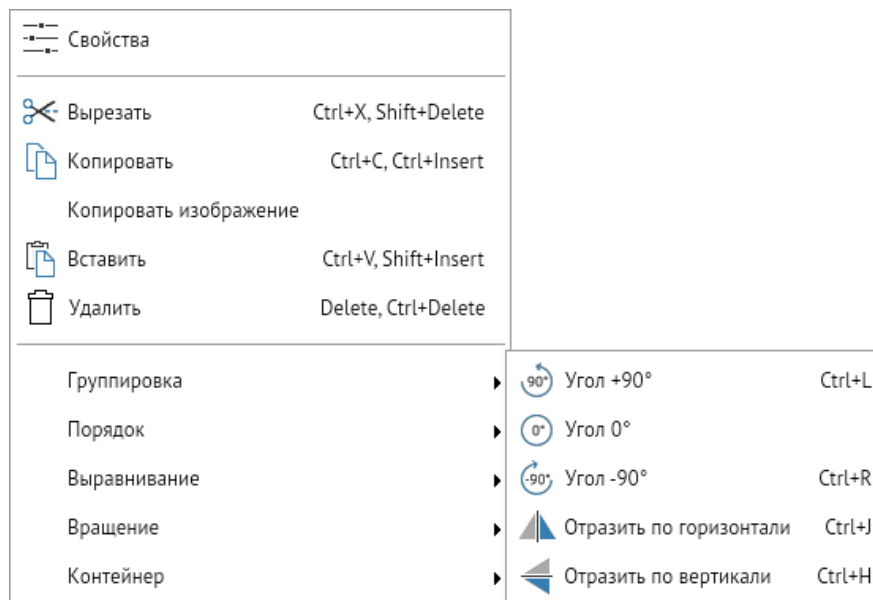 Свойства
Вырезать Ctrl+X, Shift+Delete
Копировать Ctrl+C, Ctrl+Insert
Копировать изображение
Вставить Ctrl+V, Shift+Insert
Удалить Delete, Ctrl+Delete
Группировка
Порядок
Выравнивание
Вращение
Контейнер
90° Угол +90° Ctrl+L
0° Угол 0°
-90° Угол -90° Ctrl+R
Отразить по горизонтали Ctrl+J
Отразить по вертикали Ctrl+H